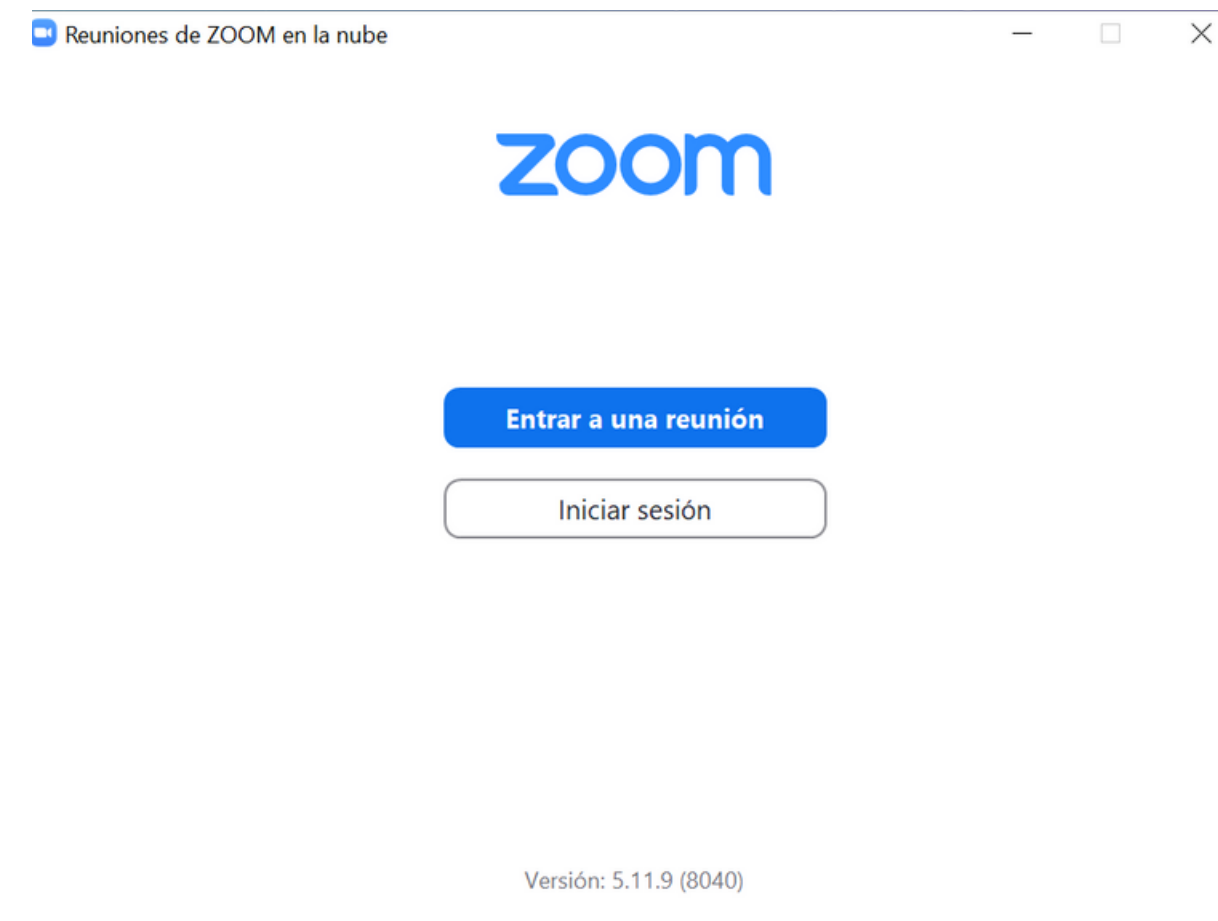 Reuniones de ZOOM en la nube
zoom
Entrar a una reunión
Iniciar sesión
Versión: 5.11.9 (8040)